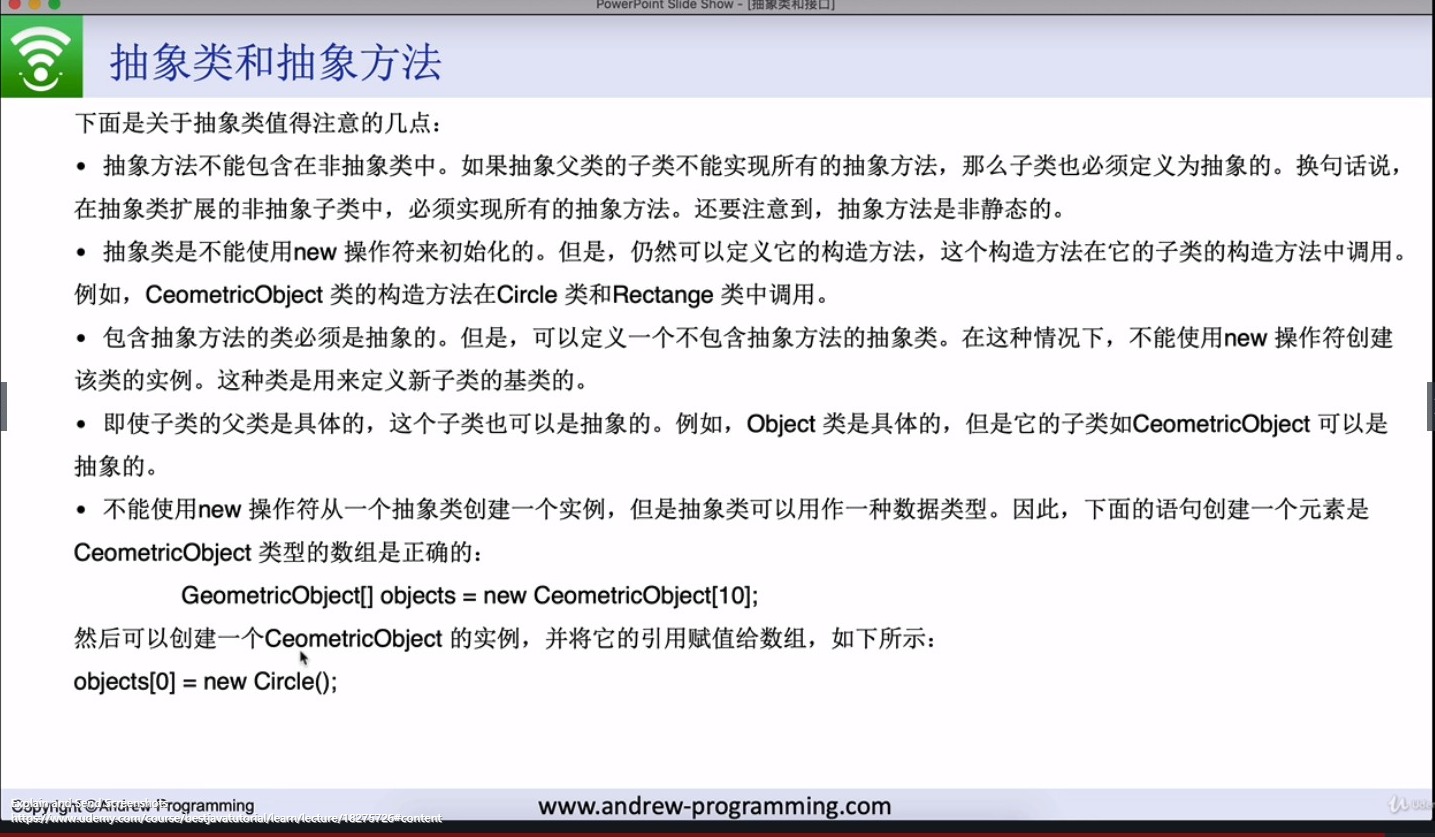 PowerPoint Slide Show - [抽象类和接口]
抽象类和抽象方法
下面是关于抽象类值得注意的几点：
• 抽象方法不能包含在非抽象类中。如果抽象父类的子类不能实现所有的抽象方法，那么子类也必须定义为抽象的。换句话说，
在抽象类扩展的非抽象子类中，必须实现所有的抽象方法。还要注意到，抽象方法是非静态的。
• 抽象类是不能使用new 操作符来初始化的。但是，仍然可以定义它的构造方法，这个构造方法在它的子类的构造方法中调用。
例如，CeometricObject 类的构造方法在Circle 类和Rectange 类中调用。
• 包含抽象方法的类必须是抽象的。但是，可以定义一个不包含抽象方法的抽象类。在这种情况下，不能使用new 操作符创建
该类的实例。这种类是用来定义新子类的基类的。
• 即使子类的父类是具体的，这个子类也可以是抽象的。例如，Object 类是具体的，但是它的子类如CeometricObject 可以是
抽象的。
• 不能使用new 操作符从一个抽象类创建一个实例，但是抽象类可以用作一种数据类型。因此，下面的语句创建一个元素是
CeometricObject 类型的数组是正确的：
GeometricObject[] objects = new CeometricObject[10];
然后可以创建一个CeometricObject 的实例，并将它的引用赋值给数组，如下所示：
objects[0] = new Circle();
Copyright ©Andrew Programming
www.andrew-programming.com
Explain and Send Screenshots
https://www.udemy.com/course/bestjavatutorial/learn/lecture/16276726#content